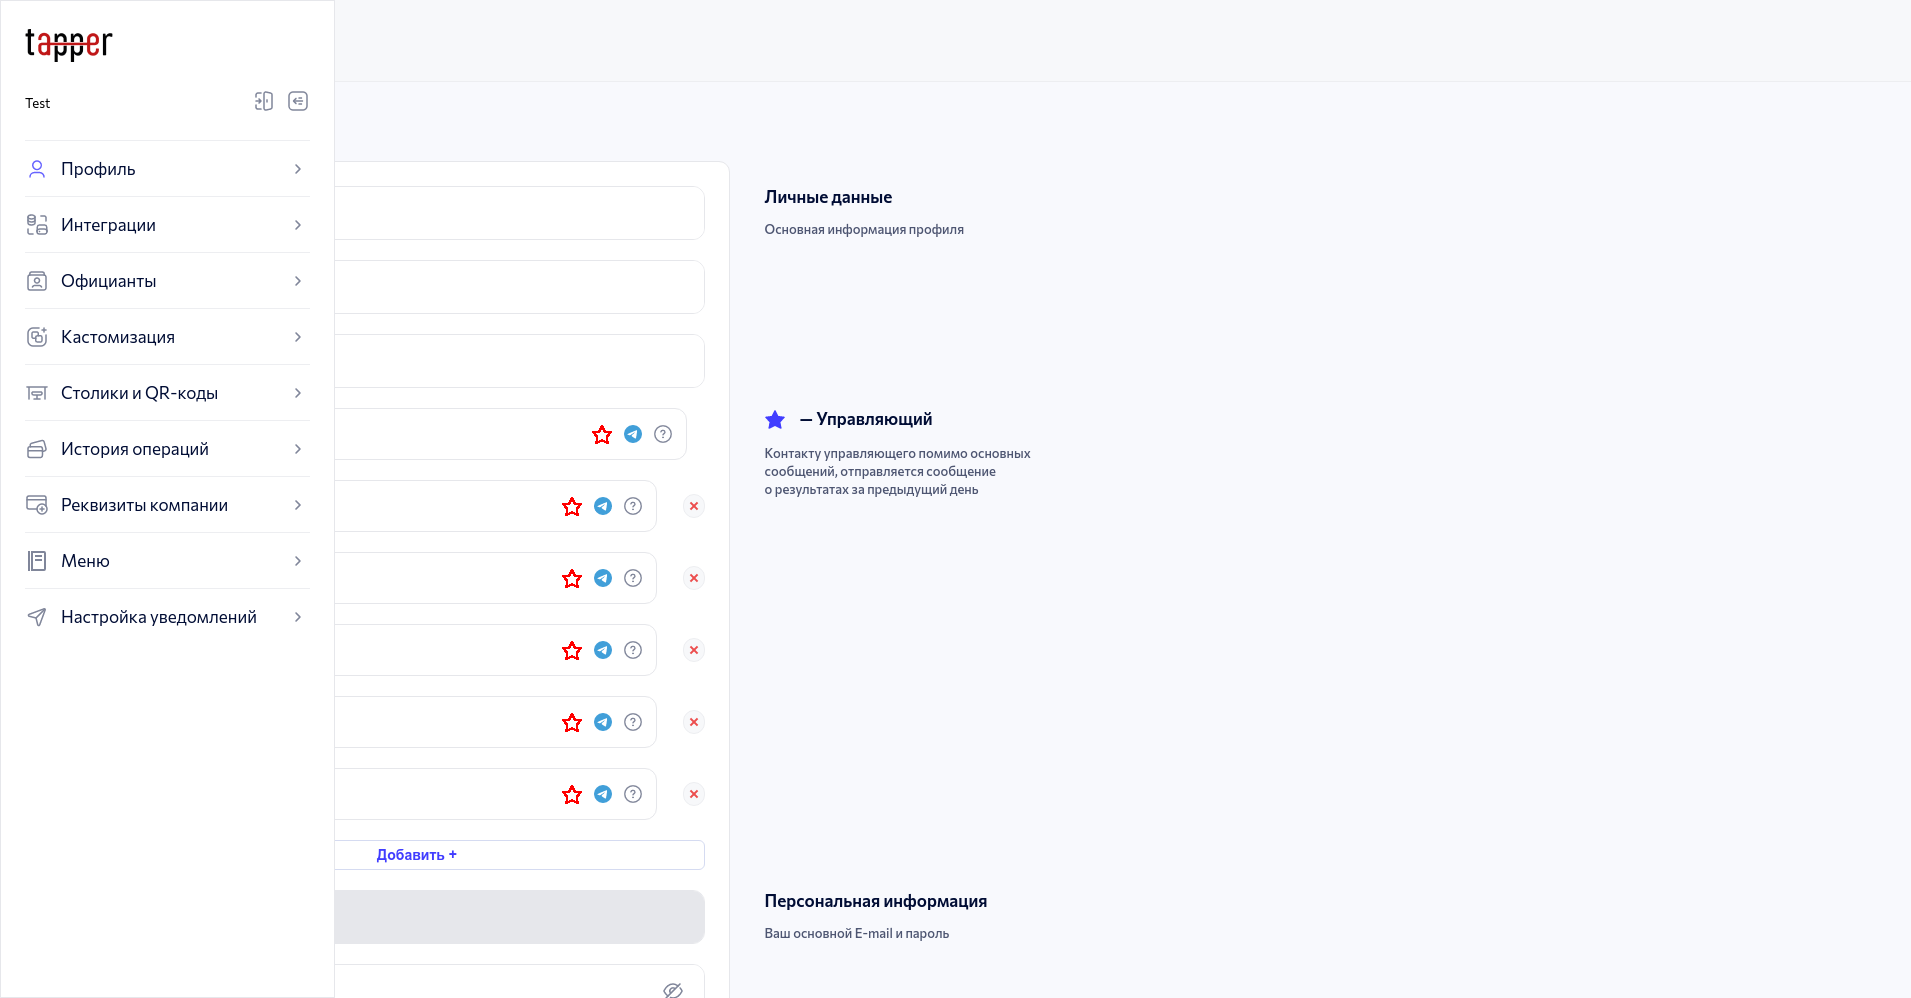 tapper
Test
Профиль
Интеграции
Официанты
Кастомизация
Столики и QR-коды
История операций
Реквизиты компании
Меню
Настройка уведомлений
Добавить +
Личные данные
Основная информация профиля
— Управляющий
Контакту управляющего помимо основных
сообщений, отправляется сообщение
о результатах за предыдущий день
Персональная информация
Ваш основной E-mail и пароль